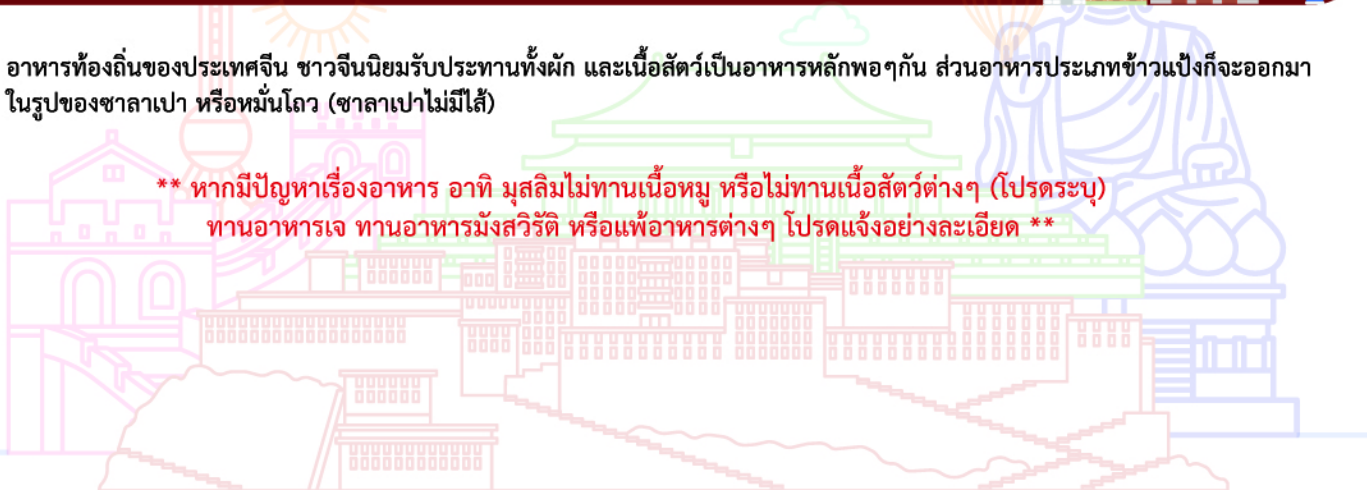 อาหารท้องถิ่นของประเทศจีน ชาวจีนนิยมรับประทานทั้งผัก และเนื้อสัตว์เป็นอาหารหลักพอๆกัน ส่วนอาหารประเภทข้าวแป้งก็จะออกมา
ในรูปของซาลาเปา หรือหมั่นโถว (ซาลาเปาไม่มีไส้)
** หากมีปัญหาเรื่องอาหาร อาทิ มุสลิมไม่ทานเนื้อหมู หรือไม่ทานเนื้อสัตว์ต่างๆ (โปรดระบุ)
ทานอาหารเจ ทานอาหารมังสวิรัติ หรือแพ้อาหารต่างๆ โปรดแจ้งอย่างละเอียด **